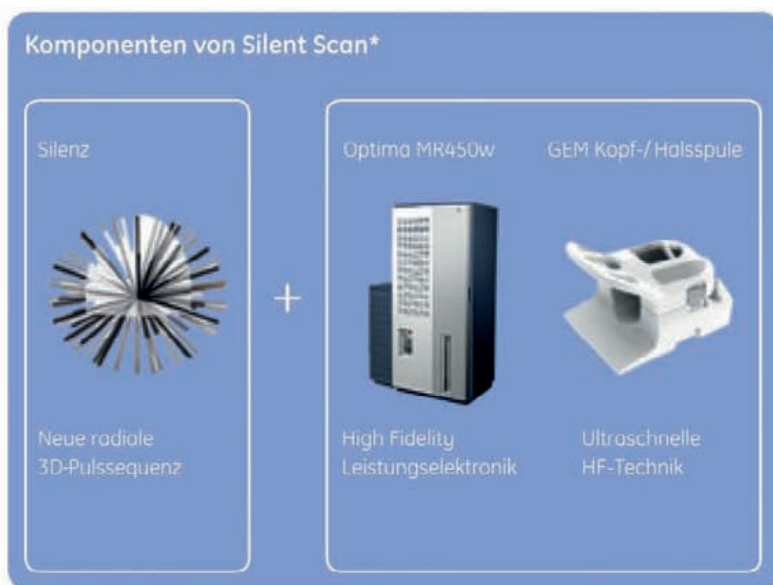 Komponenten von Silent Scan*
Silenz
+
Optima MR450w
GEM Kopf-/Halsspule
Neue radiale
3D-Pulssequenz
High Fidelity
Leistungselektronik
Ultraschnelle
HF-Technik